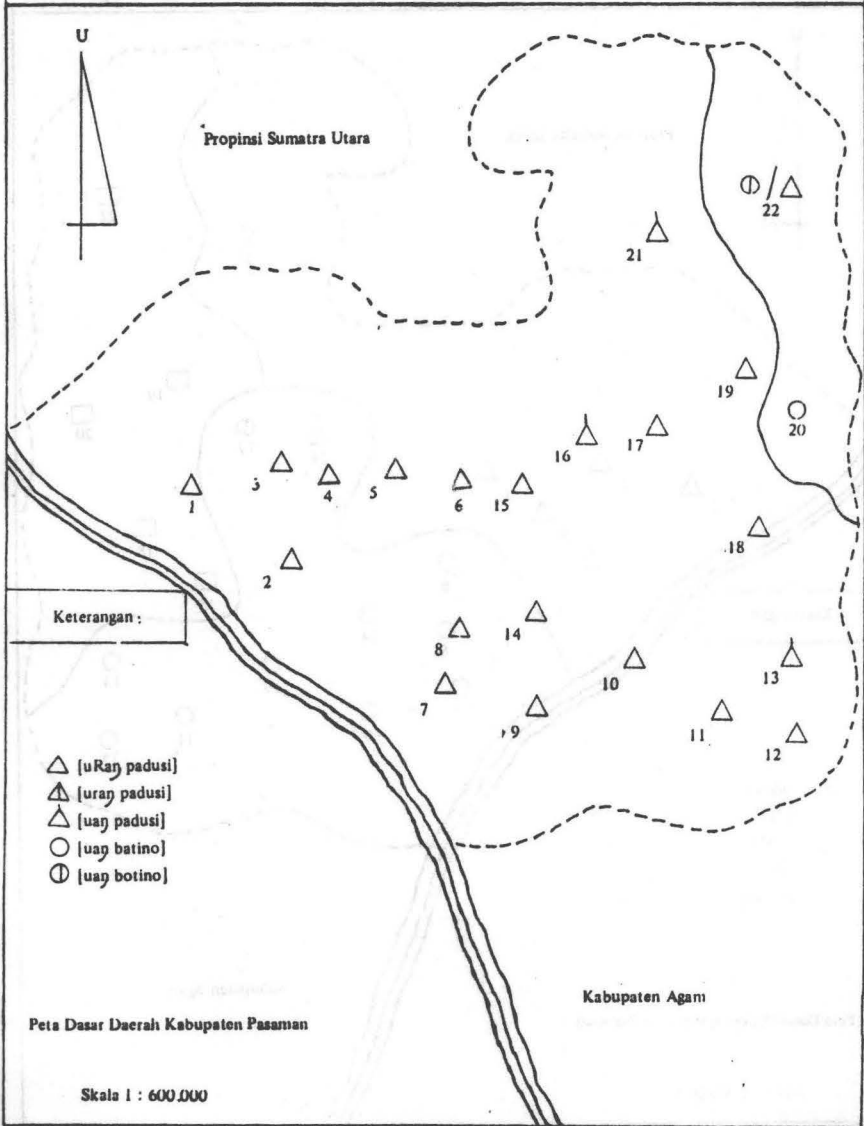 U
Propinsi Sumatra Utara
22
21
19
20
16
17
1
3
4
5
6
15
2
18
Keterangan :
8
14
7
9
10
13
11
12
[uRaŋ padusi]
[uraŋ padusi]
[uaŋ padusi]
[uaŋ batino]
[uaŋ botino]
Kabupaten Agam
Peta Dasar Daerah Kabupaten Pasaman
Skala 1 : 600.000